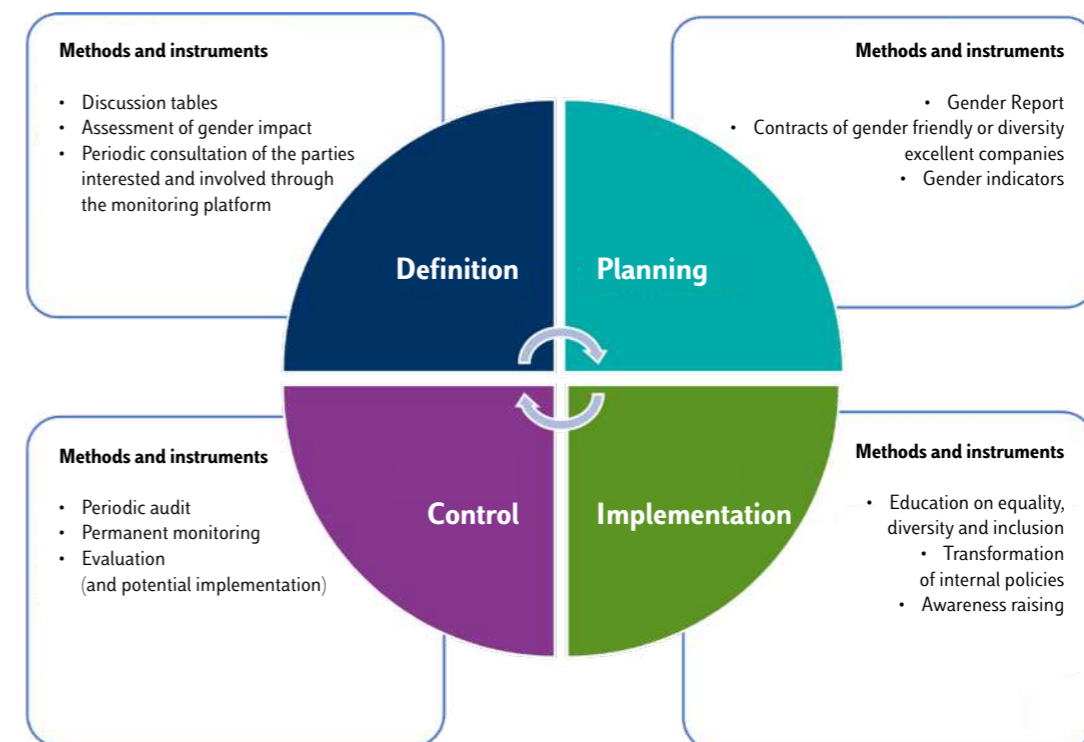 Methods and instruments
• Discussion tables
• Assessment of gender impact
• Periodic consultation of the parties
interested and involved through
the monitoring platform
Methods and instruments
• Gender Report
• Contracts of gender friendly or diversity
excellent companies
• Gender indicators
Definition
Planning
Control
Implementation
Methods and instruments
• Periodic audit
• Permanent monitoring
• Evaluation
(and potential implementation)
Methods and instruments
• Education on equality,
diversity and inclusion
• Transformation
of internal policies
• Awareness raising